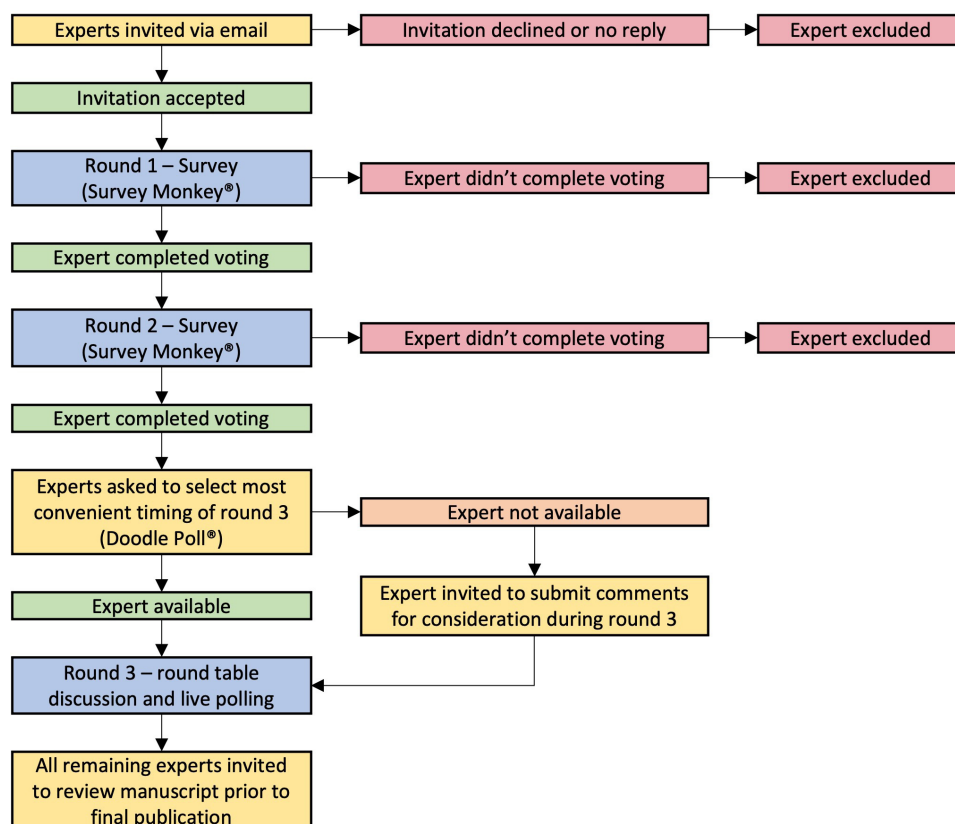 Experts invited via email
Invitation declined or no reply
Expert excluded
Invitation accepted
Round 1 – Survey
(Survey Monkey®)
Expert didn’t complete voting
Expert excluded
Expert completed voting
Round 2 – Survey
(Survey Monkey®)
Expert didn’t complete voting
Expert excluded
Expert completed voting
Experts asked to select most
convenient timing of round 3
(Doodle Poll®)
Expert not available
Expert available
Expert invited to submit comments
for consideration during round 3
Round 3 – round table
discussion and live polling
All remaining experts invited
to review manuscript prior to
final publication